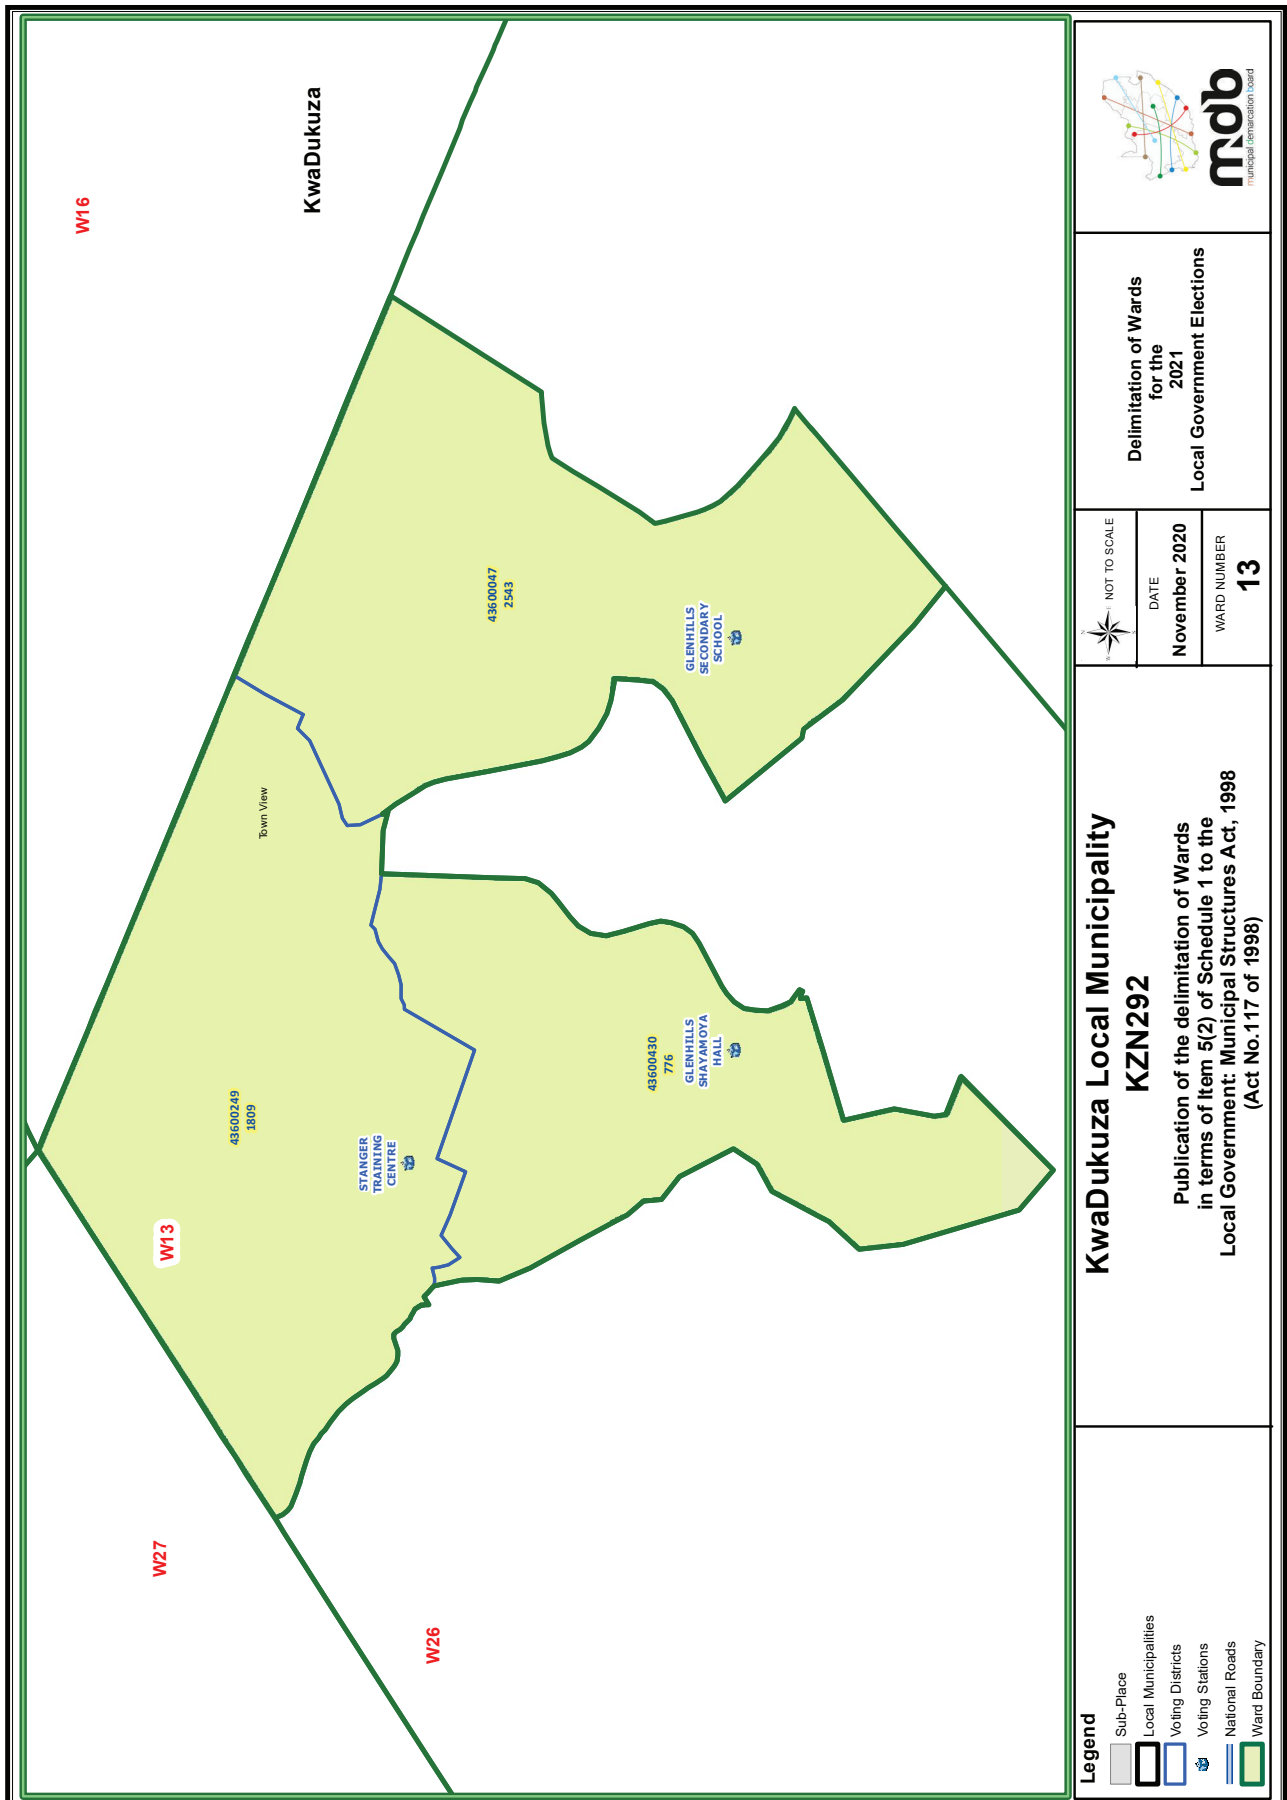 W16
KwaDukuza
W27
W13
W26
Town View
43600249
1809
STANGER
TRAINING
CENTRE
43600047
2543
GLENHILLS
SECONDARY
SCHOOL
43600430
776
GLENHILLS
SHAYAMOYA
HALL
Legend
Sub-Place
Local Municipalities
Voting Districts
Voting Stations
National Roads
Ward Boundary
KwaDukuza Local Municipality
KZN292
Publication of the delimitation of Wards
in terms of Item 5(2) of Schedule 1 to the
Local Government: Municipal Structures Act, 1998
(Act No.117 of 1998)
N
W
E
S
NOT TO SCALE
DATE
November 2020
WARD NUMBER
13
Delimitation of Wards
for the
2021
Local Government Elections
mdb
municipal demarcation board